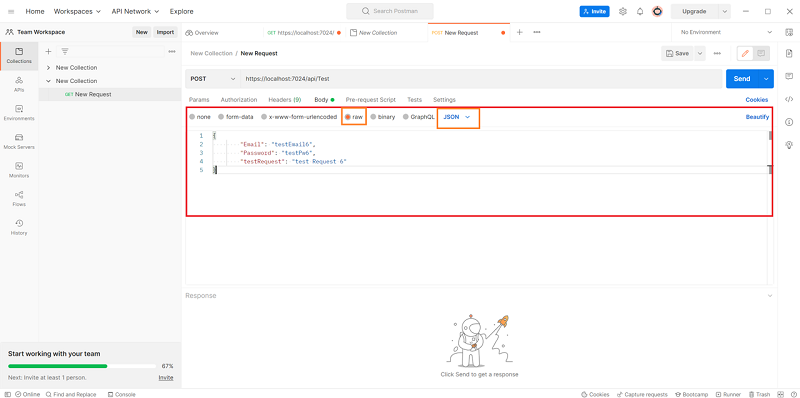 Home Workspaces API Network Explore Search Postman Invite Upgrade
Team Workspace New Import Overview GET https://localhost:7024/ New Collection POST New Request No Environment
Collections
APIs
Environments
Mock Servers
Monitors
Flows
History
New Collection
New Collection
GET New Request
New Collection / New Request Save
POST https://localhost:7024/api/Test Send
Params Authorization Headers (9) Body Pre-request Script Tests Settings Cookies
none form-data x-www-form-urlencoded raw binary GraphQL JSON Beautify
1 {
2 "Email": "testEmail6",
3 "Password": "testPw6",
4 "testRequest": "test Request 6"
5 }
Response
Click Send to get a response
Start working with your team
67%
Next: Invite at least 1 person. Invite
Online Find and Replace Console Cookies Capture requests Bootcamp Runner Trash